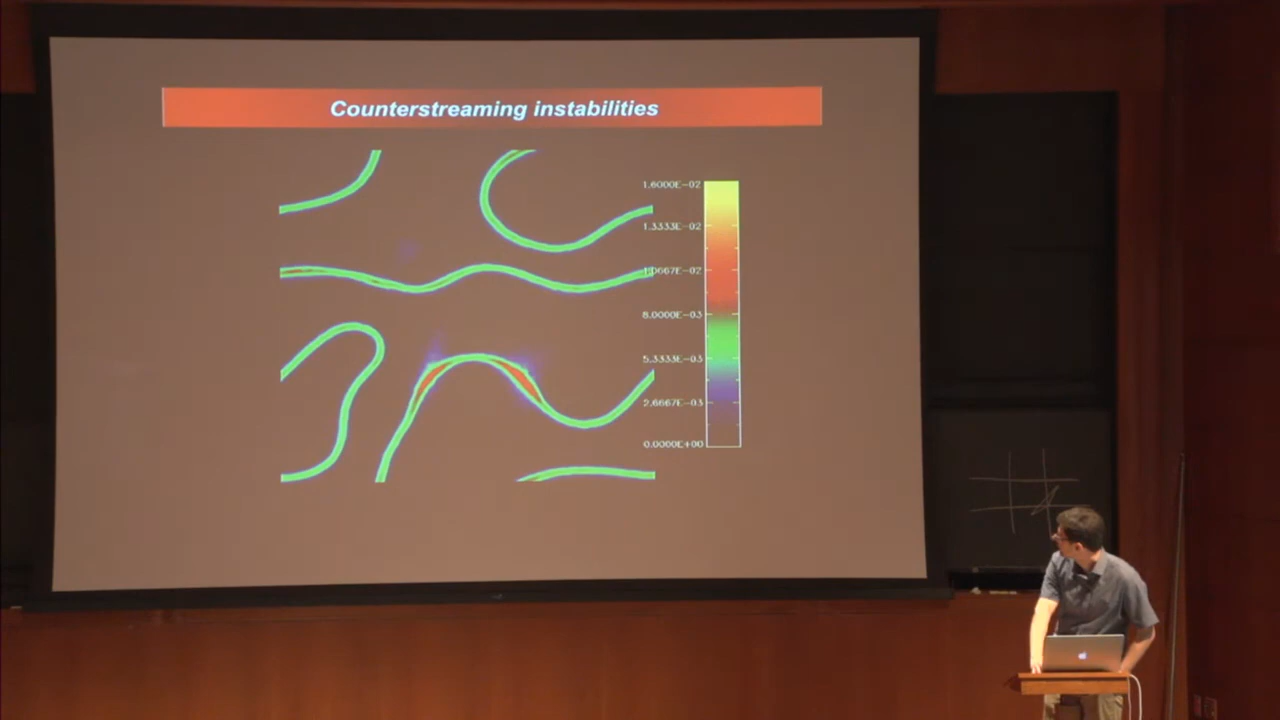 Counterstreaming instabilities
1.6000E-02
1.3333E-02
1.0667E-02
8.0000E-03
5.3333E-03
2.6667E-03
0.0000E+00